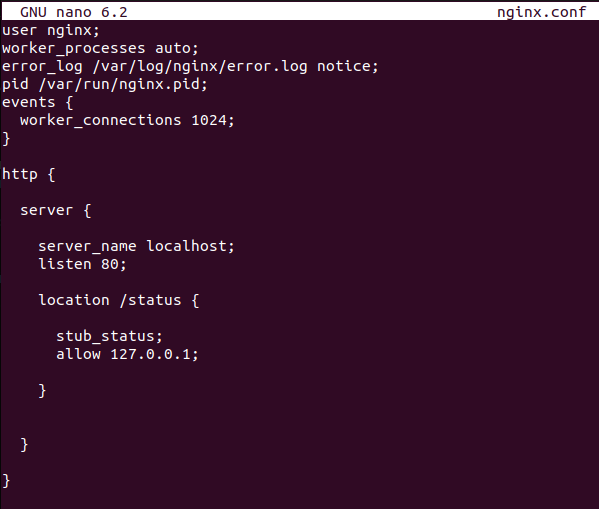 GNU nano 6.2 nginx.conf
user nginx;
worker_processes auto;
error_log /var/log/nginx/error.log notice;
pid /var/run/nginx.pid;
events {
  worker_connections 1024;
}

http {

  server {

    server_name localhost;
    listen 80;

    location /status {

      stub_status;
      allow 127.0.0.1;

    }


  }

}